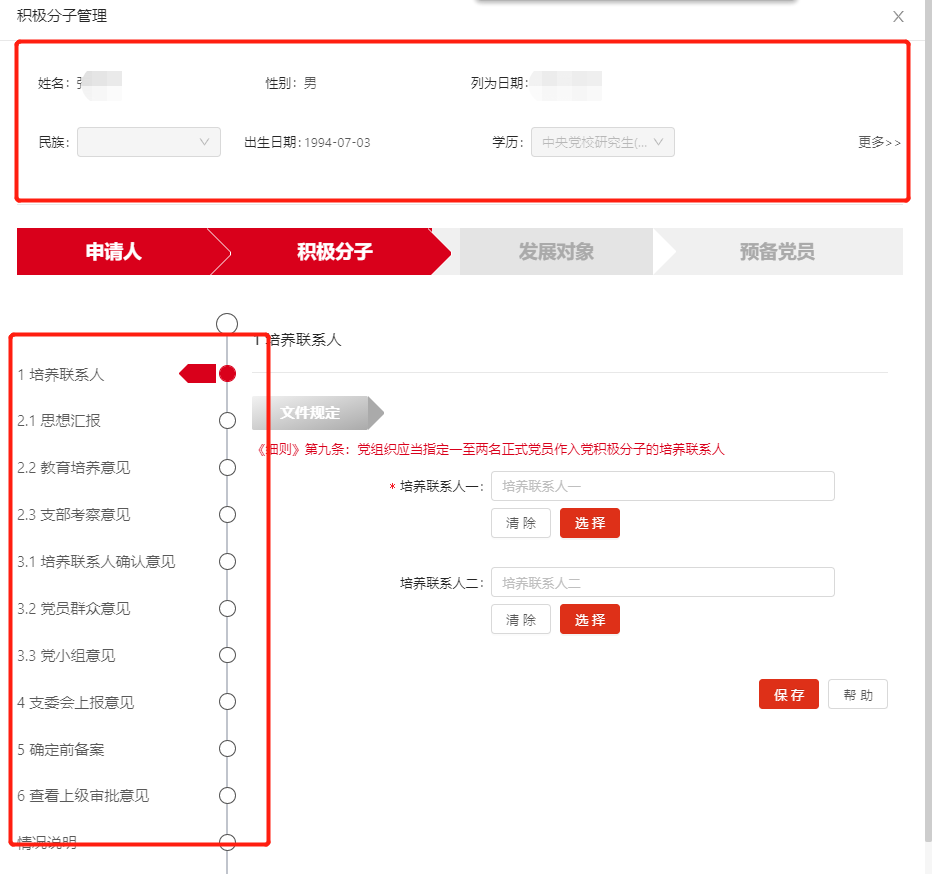 积极分子管理
姓名： 性别：男 列为日期：
民族： 出生日期：1994-07-03 学历： 中央党校研究生(... 更多>>
申请人 积极分子 发展对象 预备党员
1 培养联系人
1 培养联系人
2.1 思想汇报
2.2 教育培养意见
2.3 支部考察意见
3.1 培养联系人确认意见
3.2 党员群众意见
3.3 党小组意见
4 支委会上报意见
5 确定前备案
6 查看上级审批意见
情况说明
文件规定
《细则》第九条：党组织应当指定一至两名正式党员作入党积极分子的培养联系人
* 培养联系人一： 培养联系人一
清 除 选 择
培养联系人二： 培养联系人二
清 除 选 择
保 存 帮 助